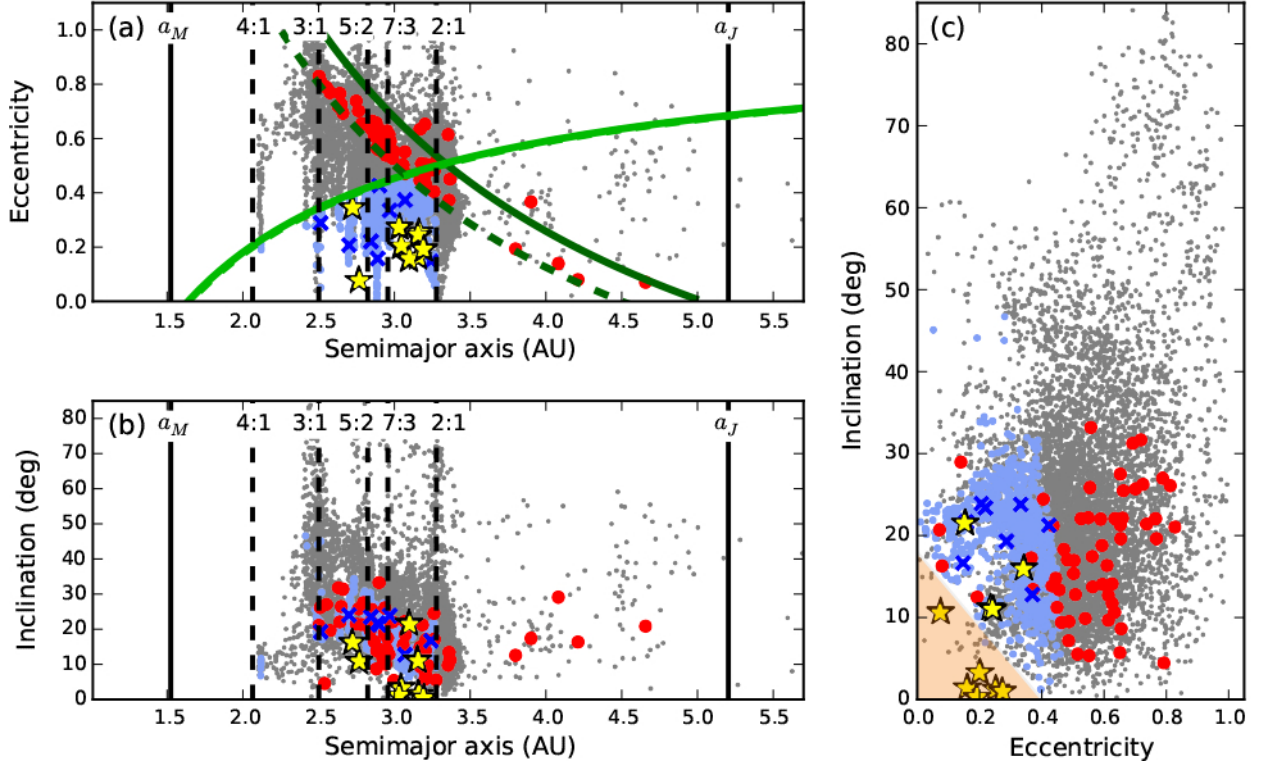 (a) a_M 4:1 3:1 5:2 7:3 2:1 a_J
1.0
0.8
0.6
0.4
0.2
0.0
Eccentricity
1.5 2.0 2.5 3.0 3.5 4.0 4.5 5.0 5.5
Semimajor axis (AU)
(b) a_M 4:1 3:1 5:2 7:3 2:1 a_J
80
70
60
50
40
30
20
10
0
Inclination (deg)
1.5 2.0 2.5 3.0 3.5 4.0 4.5 5.0 5.5
Semimajor axis (AU)
(c)
80
70
60
50
40
30
20
10
0
Inclination (deg)
0.0 0.2 0.4 0.6 0.8 1.0
Eccentricity